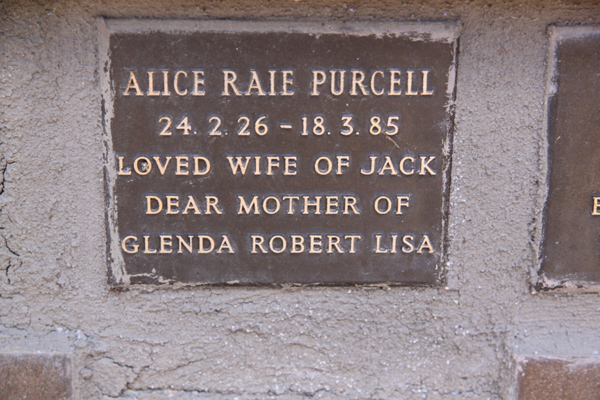 ALICE RAIE PURCELL
24. 2. 26 - 18. 3. 85
LOVED WIFE OF JACK
DEAR MOTHER OF
GLENDA ROBERT LISA